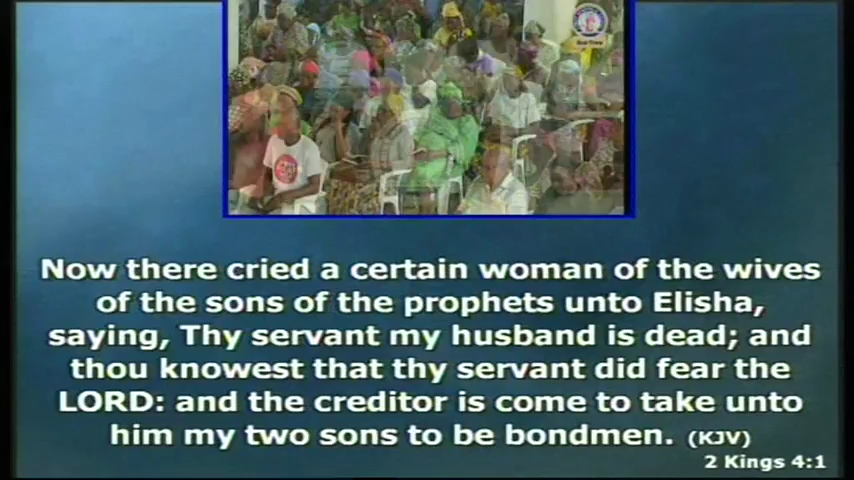 Now there cried a certain woman of the wives
of the sons of the prophets unto Elisha,
saying, Thy servant my husband is dead; and
thou knowest that thy servant did fear the
LORD: and the creditor is come to take unto
him my two sons to be bondmen. (KJV)
2 Kings 4:1